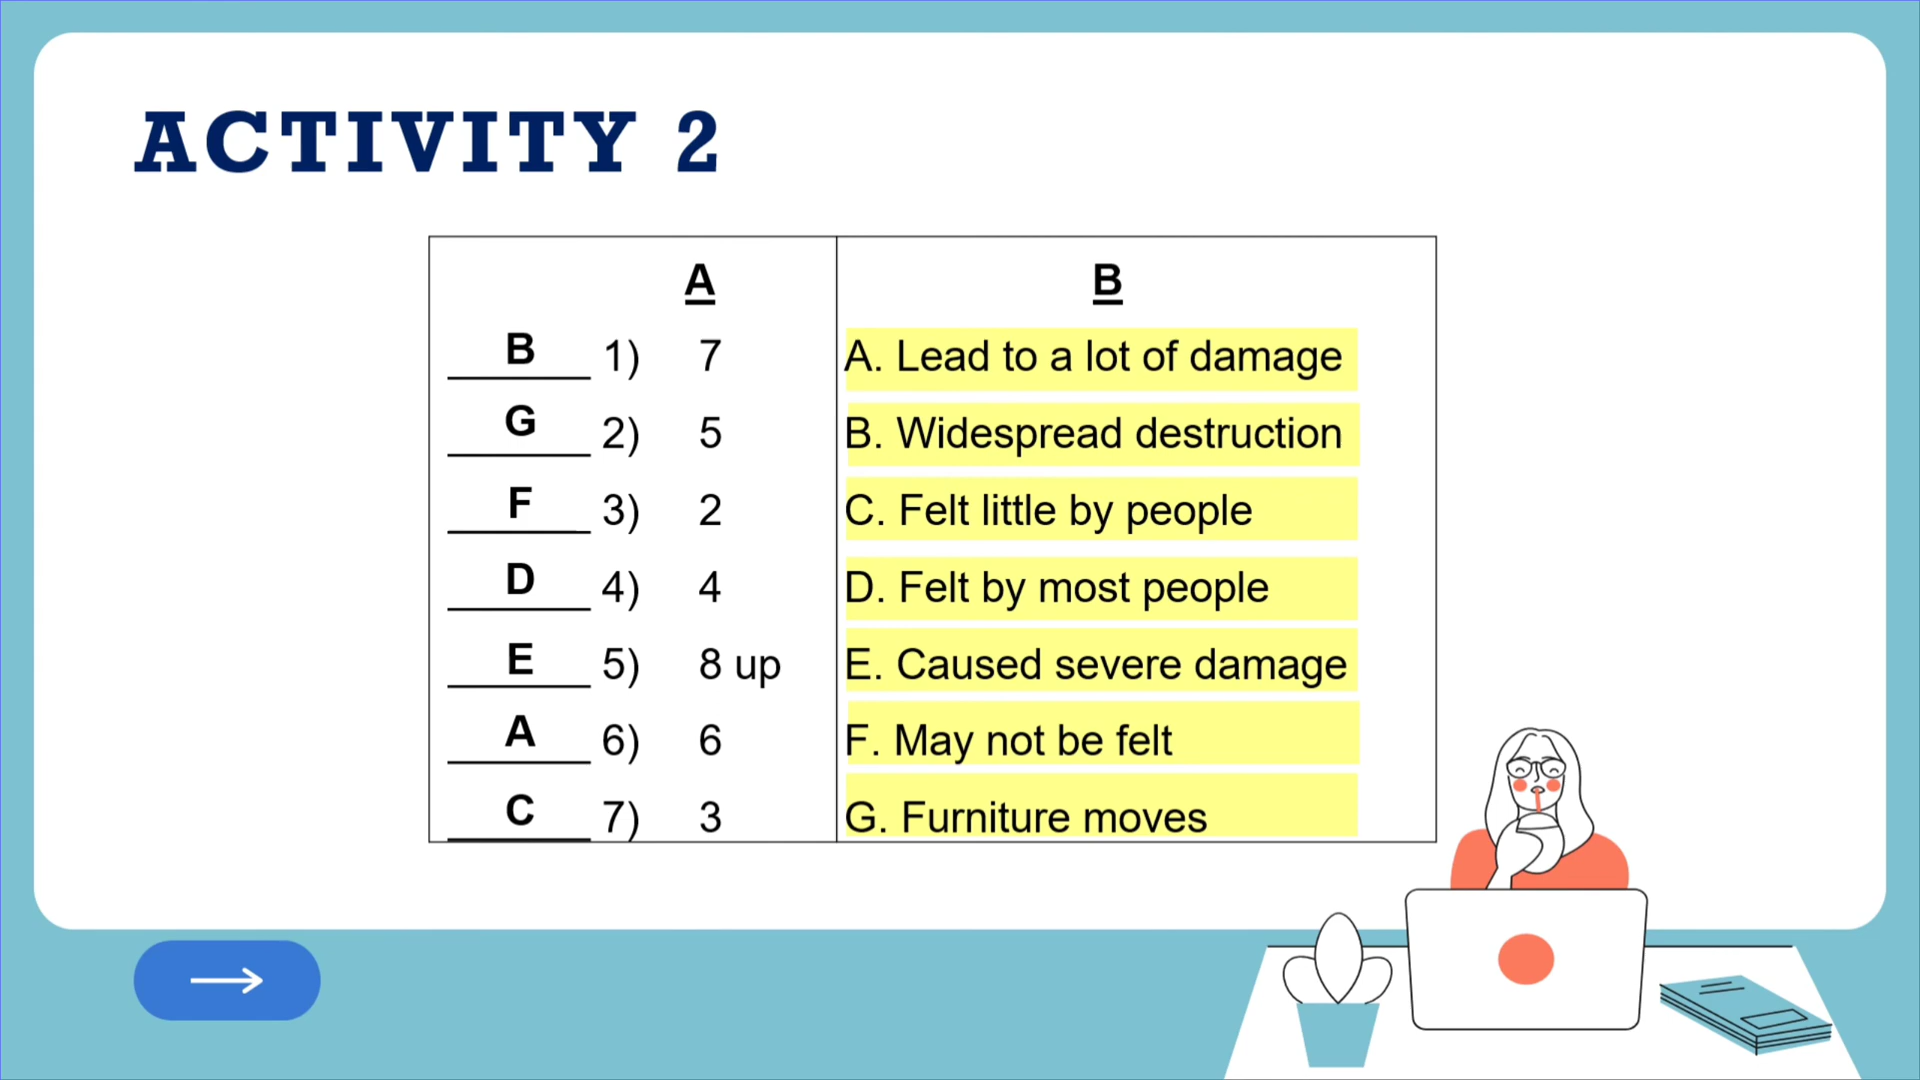 ACTIVITY 2
A B
B 1) 7 A. Lead to a lot of damage
G 2) 5 B. Widespread destruction
F 3) 2 C. Felt little by people
D 4) 4 D. Felt by most people
E 5) 8 up E. Caused severe damage
A 6) 6 F. May not be felt
C 7) 3 G. Furniture moves